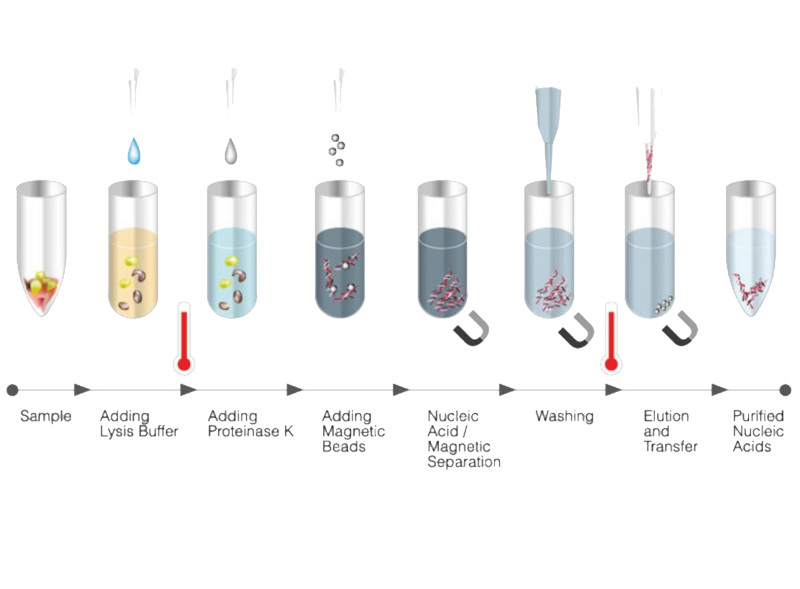 Sample
Adding
Lysis Buffer
Adding
Proteinase K
Adding
Magnetic
Beads
Nucleic
Acid /
Magnetic
Separation
Washing
Elution
and
Transfer
Purified
Nucleic
Acids